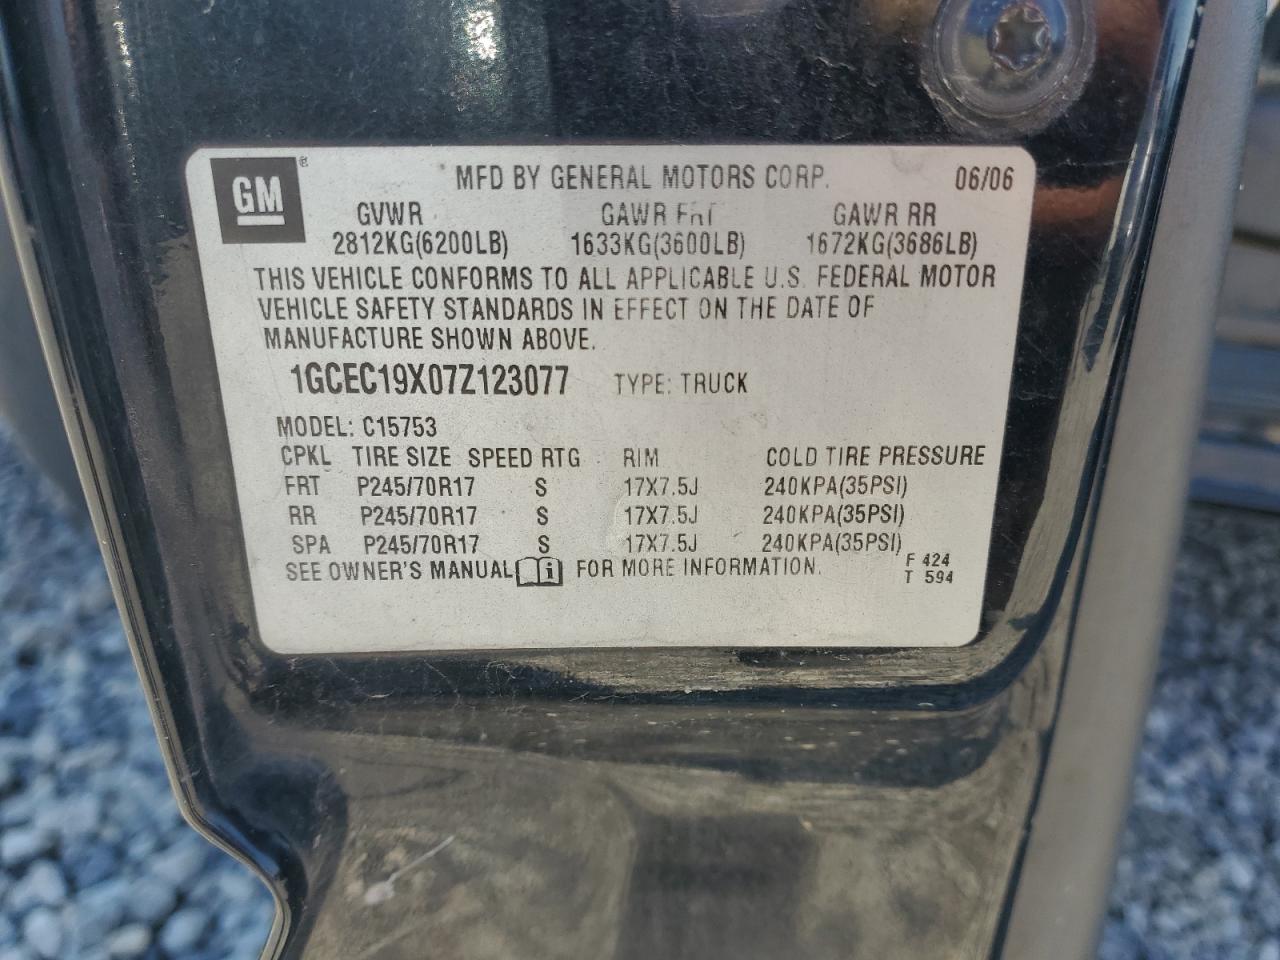 GM ® MFD BY GENERAL MOTORS CORP. 06/06
GVWR GAWR FRT GAWR RR
2812KG(6200LB) 1633KG(3600LB) 1672KG(3686LB)
THIS VEHICLE CONFORMS TO ALL APPLICABLE U.S. FEDERAL MOTOR
VEHICLE SAFETY STANDARDS IN EFFECT ON THE DATE OF
MANUFACTURE SHOWN ABOVE.
1GCEC19X07Z123077 TYPE: TRUCK
MODEL: C15753
CPKL TIRE SIZE SPEED RTG RIM COLD TIRE PRESSURE
FRT P245/70R17 S 17X7.5J 240KPA(35PSI)
RR P245/70R17 S 17X7.5J 240KPA(35PSI)
SPA P245/70R17 S 17X7.5J 240KPA(35PSI)
SEE OWNER'S MANUAL i FOR MORE INFORMATION. F 424
T 594